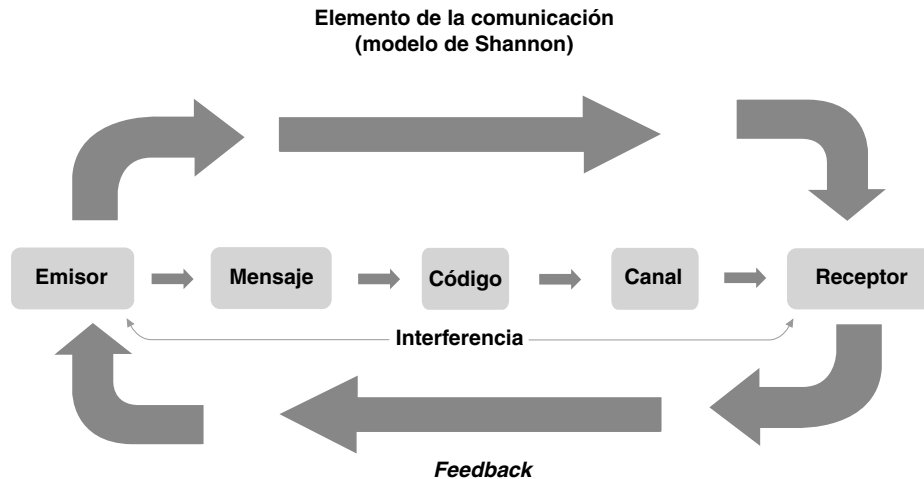 Elemento de la comunicación
(modelo de Shannon)
Emisor
Mensaje
Código
Canal
Receptor
Interferencia
Feedback